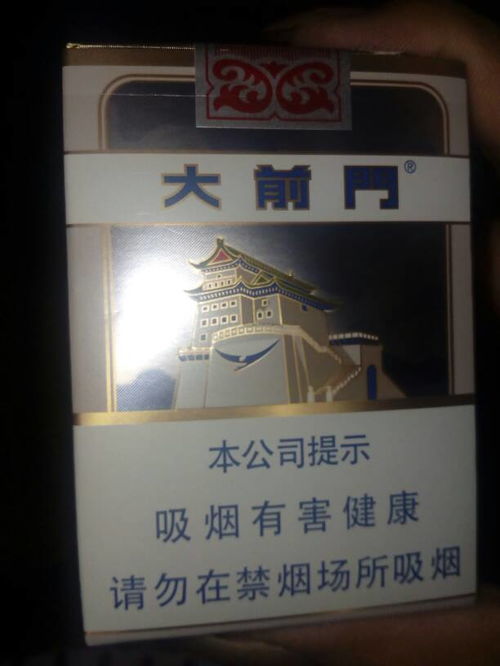 大前門®
本公司提示
吸烟有害健康
请勿在禁烟场所吸烟